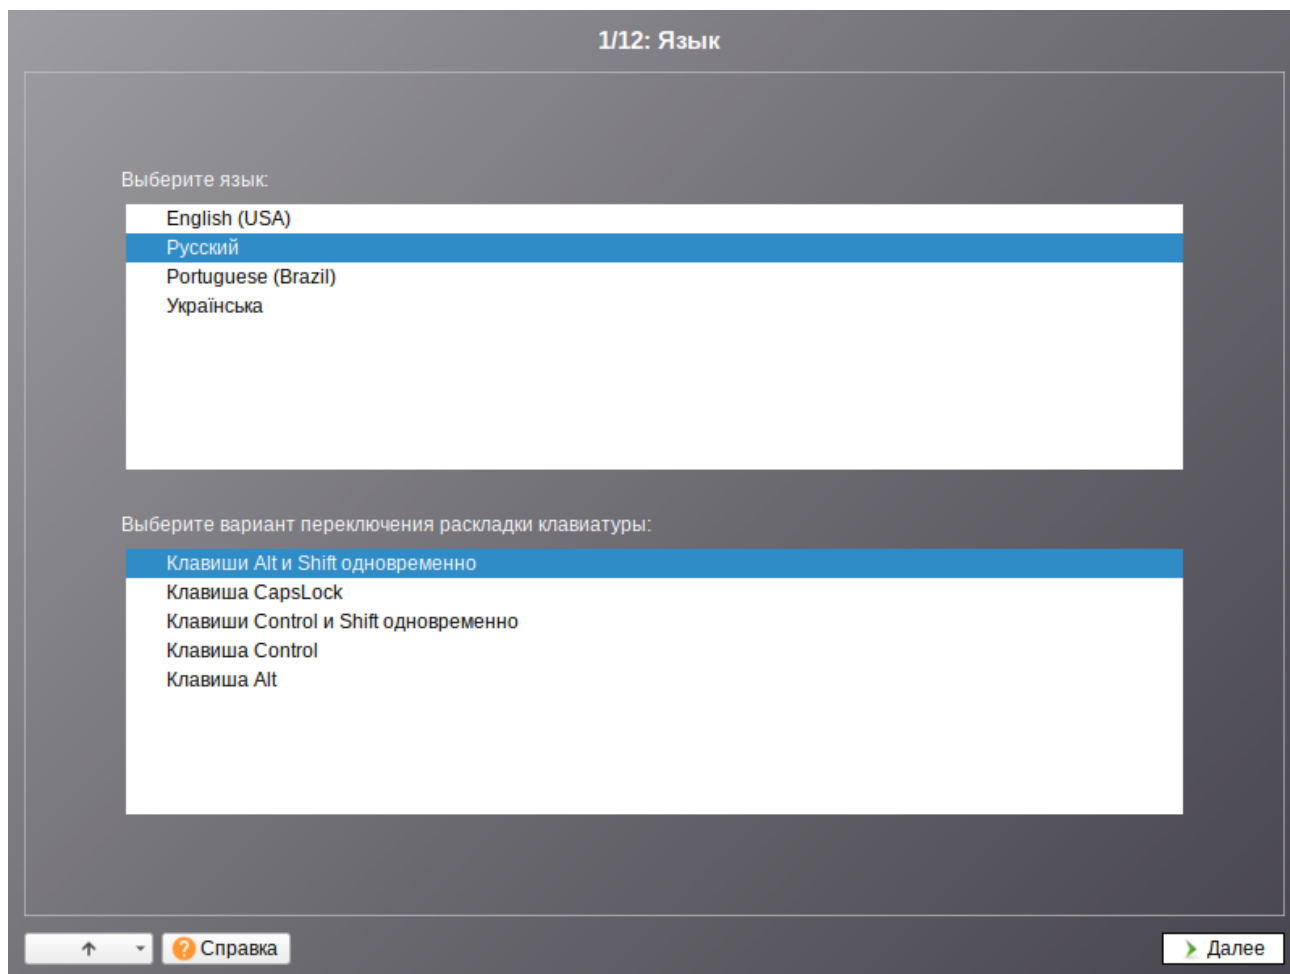 1/12: Язык
Выберите язык:
English (USA)
Русский
Portuguese (Brazil)
Українська
Выберите вариант переключения раскладки клавиатуры:
Клавиши Alt и Shift одновременно
Клавиша CapsLock
Клавиши Control и Shift одновременно
Клавиша Control
Клавиша Alt
Справка
Далее